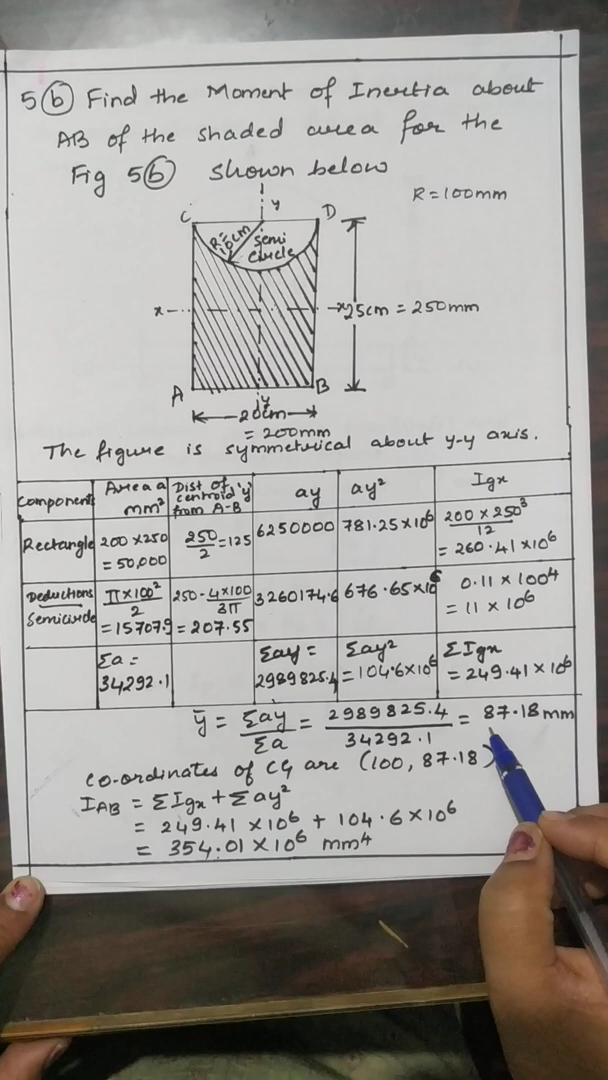 5(b) Find the Moment of Inertia about
AB of the shaded area for the
Fig 5(b) shown below
R = 100mm
y
C D
R = 10cm
semi
circle
x x
25cm = 250mm
A B
y
20cm
= 200mm
The figure is symmetrical about y-y axis.
Components | Area a mm² | Dist of centroid 'y' from A-B | ay | ay² | Igx
Rectangle | 200 x 250 = 50,000 | 250/2 = 125 | 6250000 | 781.25 x 10⁶ | 200 x 250³/12 = 260.41 x 10⁶
Deductions Semicircle | π x 100²/2 = 15707.9 | 250 - 4x100/3π = 207.55 | 3260174.6 | 676.65 x 10⁶ | 0.11 x 100⁴ = 11 x 10⁶
Σa = 34292.1 | Σay = 2989825.4 | Σay² = 104.6 x 10⁶ | ΣIgx = 249.41 x 10⁶
ȳ = Σay/Σa = 2989825.4/34292.1 = 87.18 mm
co-ordinates of CG are (100, 87.18)
I_AB = ΣIgx + Σay²
= 249.41 x 10⁶ + 104.6 x 10⁶
= 354.01 x 10⁶ mm⁴